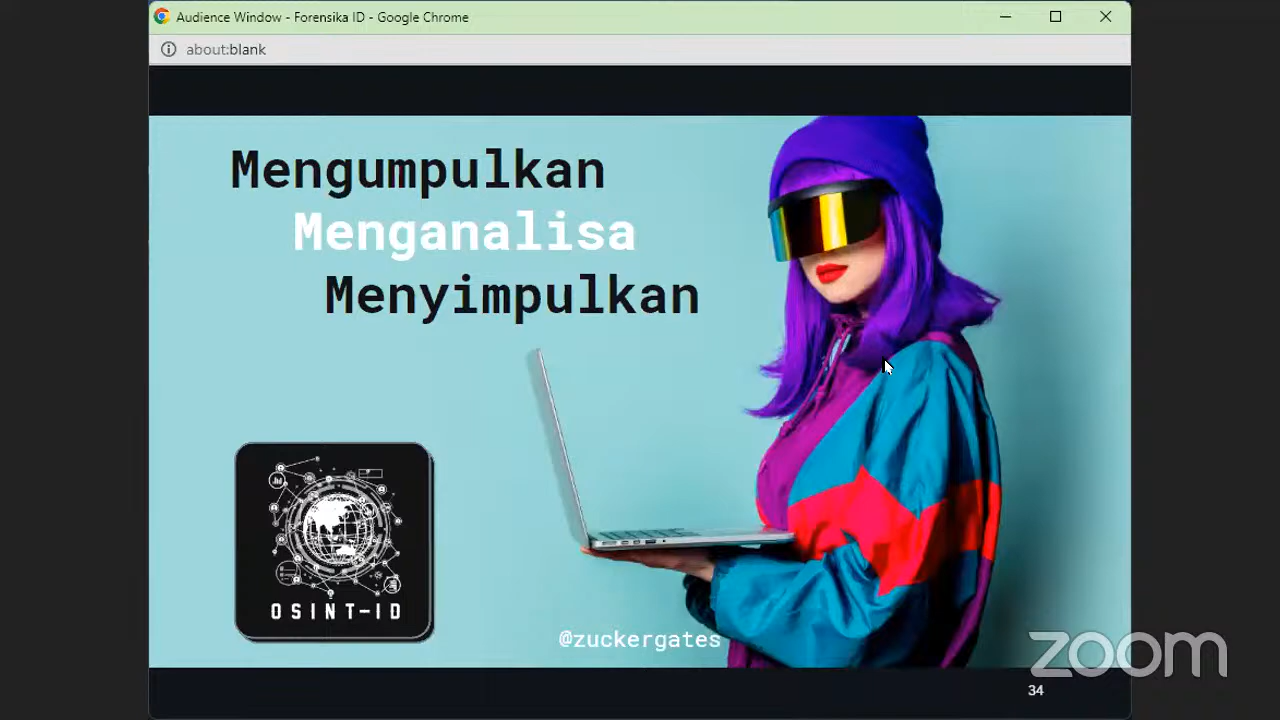 Audience Window - Forensika ID - Google Chrome
about:blank
Mengumpulkan
Menganalisa
Menyimpulkan
OSINT-ID
@zuckergates
zoom
34